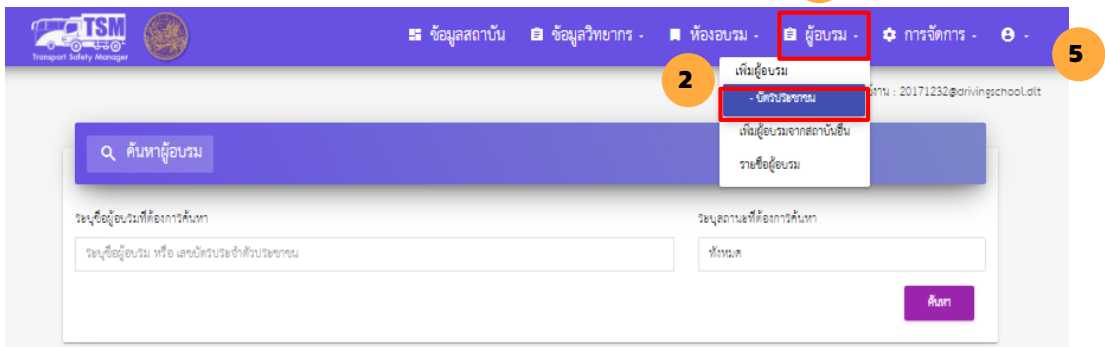 TSM
Transport Safety Manager
ข้อมูลสถาบัน ข้อมูลวิทยากร - ห้องอบรม - ผู้อบรม - การจัดการ -
5
2
เพิ่มผู้อบรม
- บัตรประชาชน
งาน : 20171232@drivingschool.dlt
เพิ่มผู้อบรมจากสถาบันอื่น
รายชื่อผู้อบรม
ค้นหาผู้อบรม
ระบุชื่อผู้อบรมที่ต้องการค้นหา ระบุสถานะที่ต้องการค้นหา
ระบุชื่อผู้อบรม หรือ เลขบัตรประจำตัวประชาชน ทั้งหมด
ค้นหา